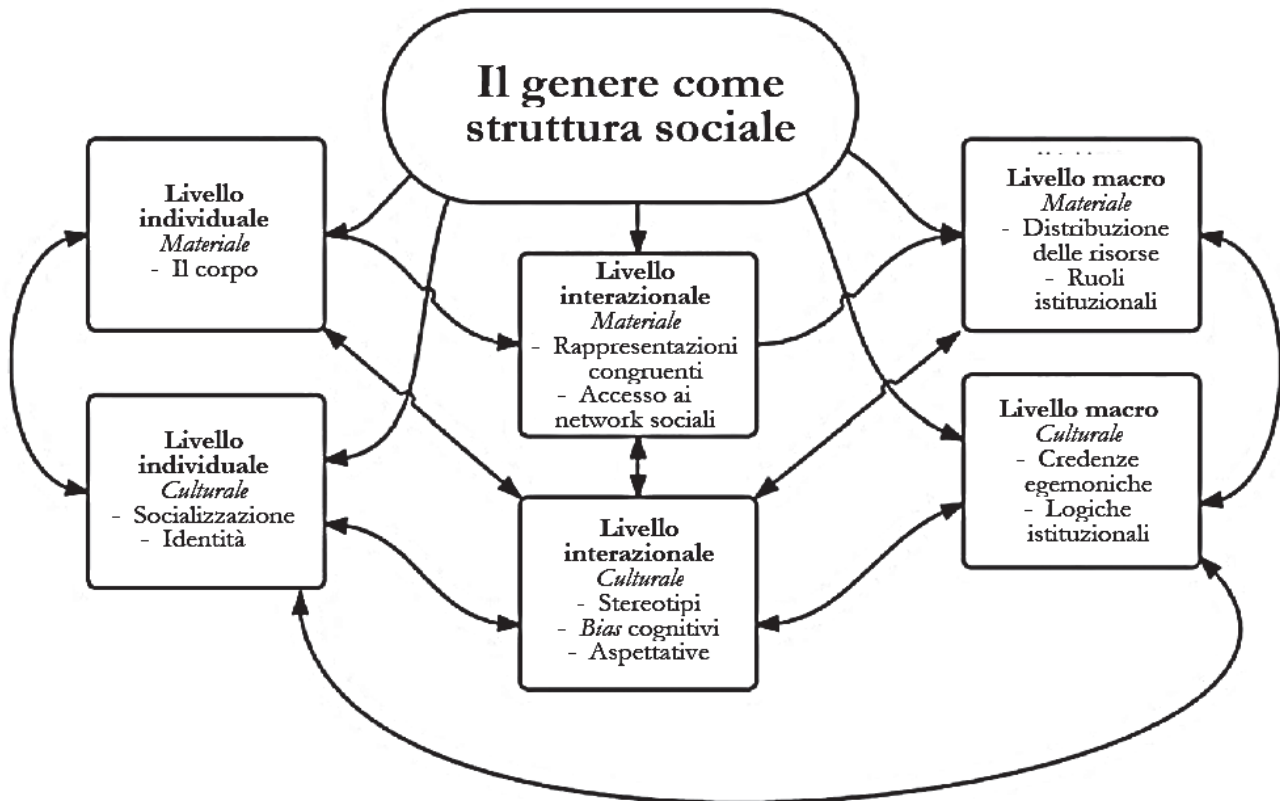 Il genere come
struttura sociale
Livello
individuale
Materiale
- Il corpo
Livello
individuale
Culturale
- Socializzazione
- Identità
Livello
interazionale
Materiale
- Rappresentazioni
congruenti
- Accesso ai
network sociali
Livello
interazionale
Culturale
- Stereotipi
- Bias cognitivi
- Aspettative
Livello macro
Materiale
- Distribuzione
delle risorse
- Ruoli
istituzionali
Livello macro
Culturale
- Credenze
egemoniche
- Logiche
istituzionali